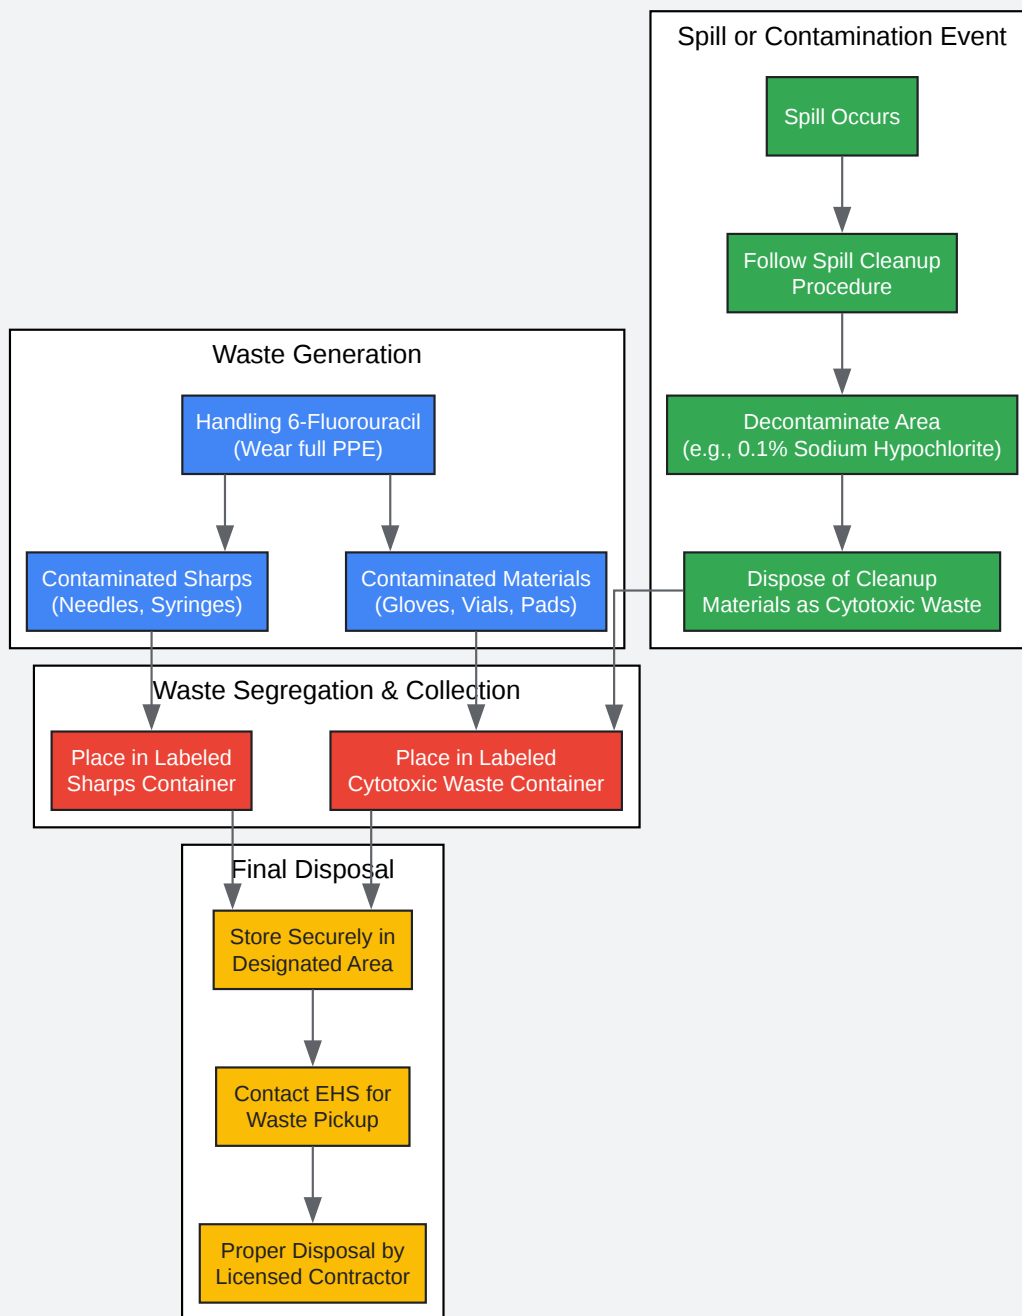 Spill or Contamination Event
Spill Occurs
Follow Spill Cleanup
Procedure
Decontaminate Area
(e.g., 0.1% Sodium Hypochlorite)
Dispose of Cleanup
Materials as Cytotoxic Waste
Waste Generation
Handling 6-Fluorouracil
(Wear full PPE)
Contaminated Sharps
(Needles, Syringes)
Contaminated Materials
(Gloves, Vials, Pads)
Waste Segregation & Collection
Place in Labeled
Sharps Container
Place in Labeled
Cytotoxic Waste Container
Final Disposal
Store Securely in
Designated Area
Contact EHS for
Waste Pickup
Proper Disposal by
Licensed Contractor